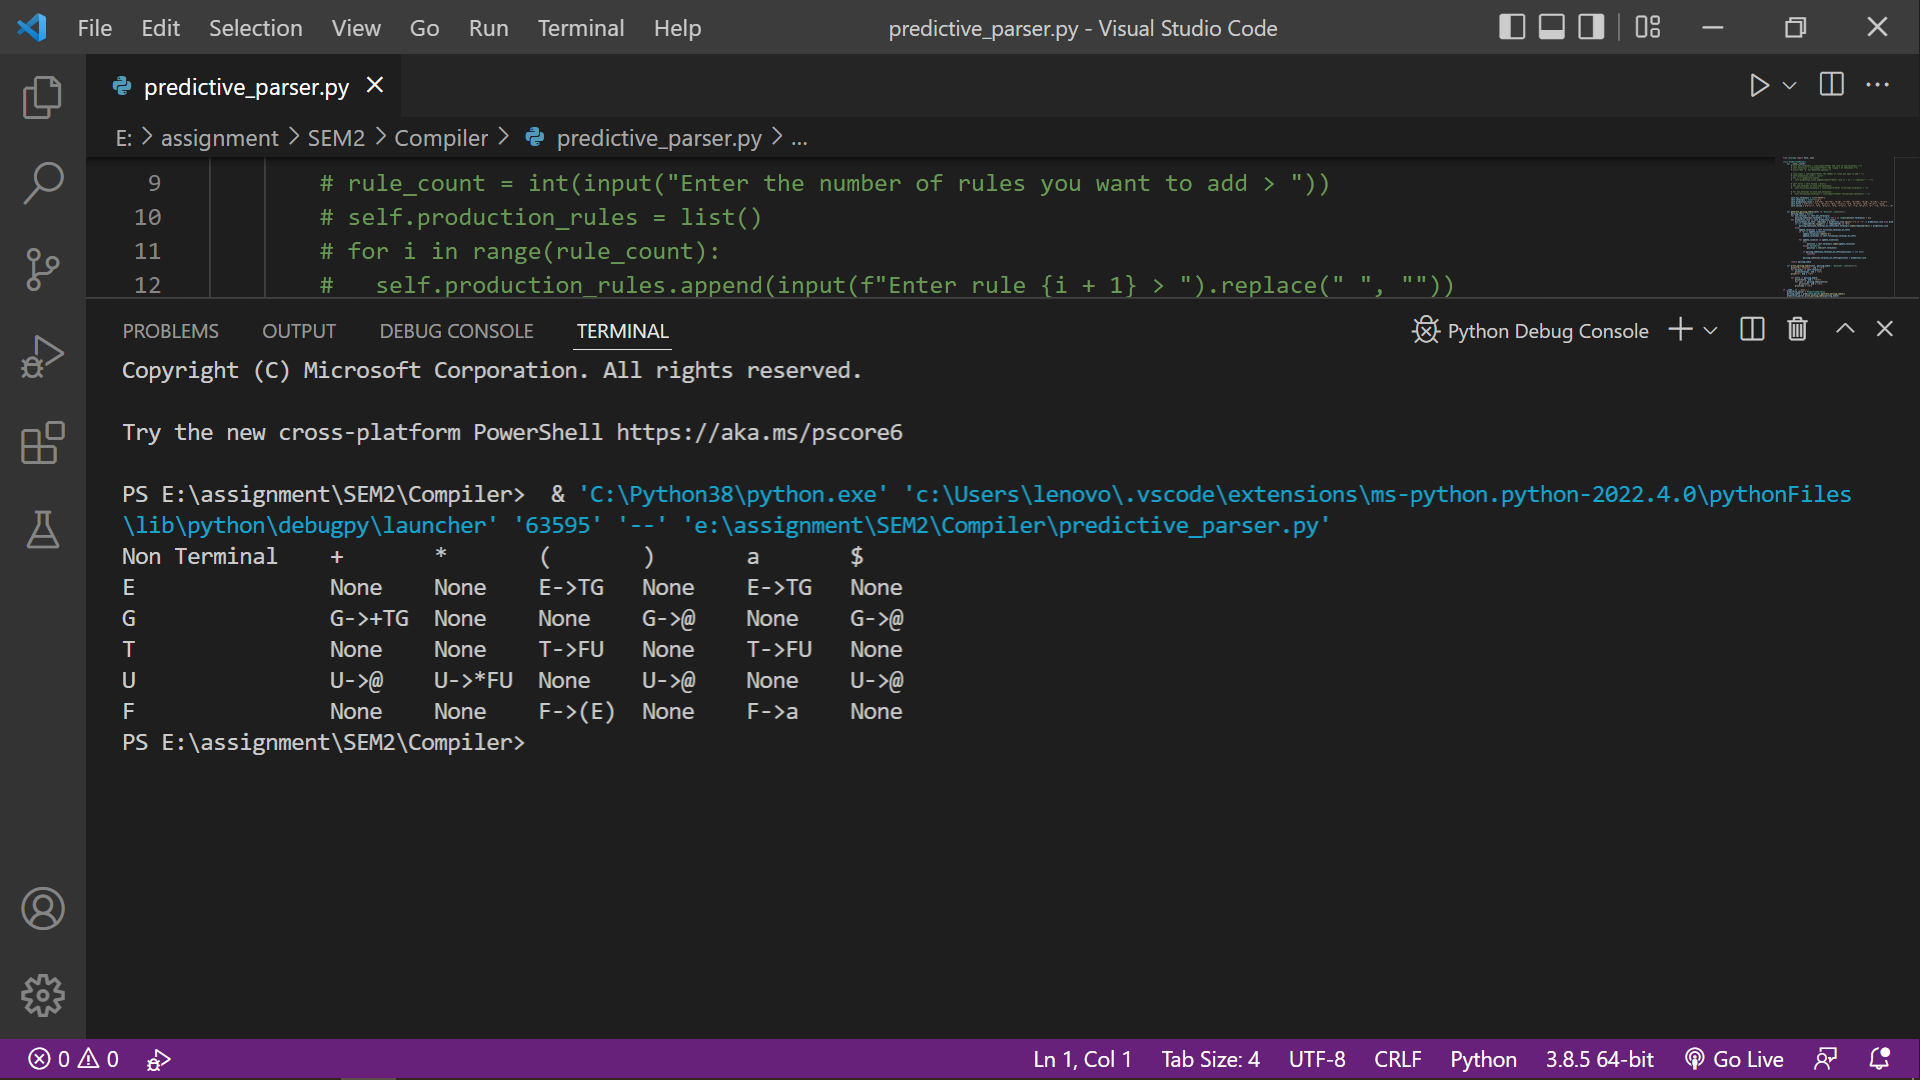 File Edit Selection View Go Run Terminal Help predictive_parser.py - Visual Studio Code
predictive_parser.py
E: > assignment > SEM2 > Compiler > predictive_parser.py > ...
9 # rule_count = int(input("Enter the number of rules you want to add > "))
10 # self.production_rules = list()
11 # for i in range(rule_count):
12 #   self.production_rules.append(input(f"Enter rule {i + 1} > ").replace(" ", ""))
PROBLEMS OUTPUT DEBUG CONSOLE TERMINAL Python Debug Console
Copyright (C) Microsoft Corporation. All rights reserved.
Try the new cross-platform PowerShell https://aka.ms/pscore6
PS E:\assignment\SEM2\Compiler>  & 'C:\Python38\python.exe' 'c:\Users\lenovo\.vscode\extensions\ms-python.python-2022.4.0\pythonFiles
\lib\python\debugpy\launcher' '63595' '--' 'e:\assignment\SEM2\Compiler\predictive_parser.py'
Non Terminal    +       *       (       )       a       $
E               None    None    E->TG   None    E->TG   None
G               G->+TG  None    None    G->@    None    G->@
T               None    None    T->FU   None    T->FU   None
U               U->@    U->*FU  None    U->@    None    U->@
F               None    None    F->(E)  None    F->a    None
PS E:\assignment\SEM2\Compiler>
0 0 Ln 1, Col 1 Tab Size: 4 UTF-8 CRLF Python 3.8.5 64-bit Go Live